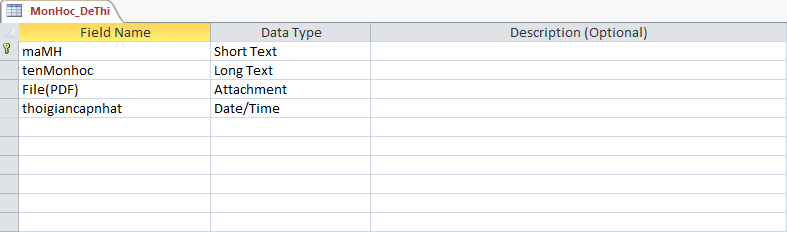 MonHoc_DeThi
Field Name Data Type Description (Optional)
maMH Short Text
tenMonhoc Long Text
File(PDF) Attachment
thoigiancapnhat Date/Time